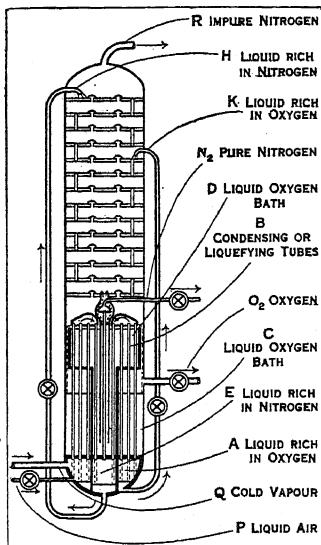 R IMPURE NITROGEN
H LIQUID RICH
IN NITROGEN
K LIQUID RICH
IN OXYGEN
N2 PURE NITROGEN
D LIQUID OXYGEN
BATH
B
CONDENSING OR
LIQUEFYING TUBES
O2 OXYGEN
C
LIQUID OXYGEN
BATH
E LIQUID RICH
IN NITROGEN
A LIQUID RICH
IN OXYGEN
Q COLD VAPOUR
P LIQUID AIR